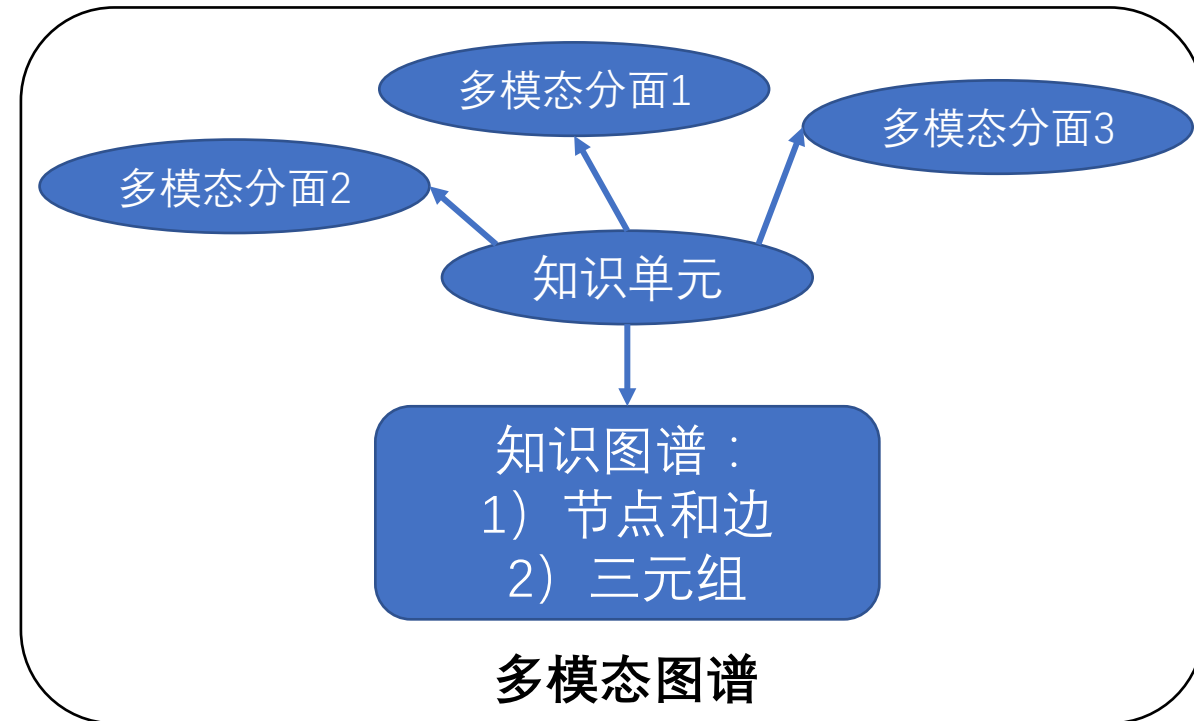 多模态分面1
多模态分面3
多模态分面2
知识单元
知识图谱：
1）节点和边
2）三元组
多模态图谱